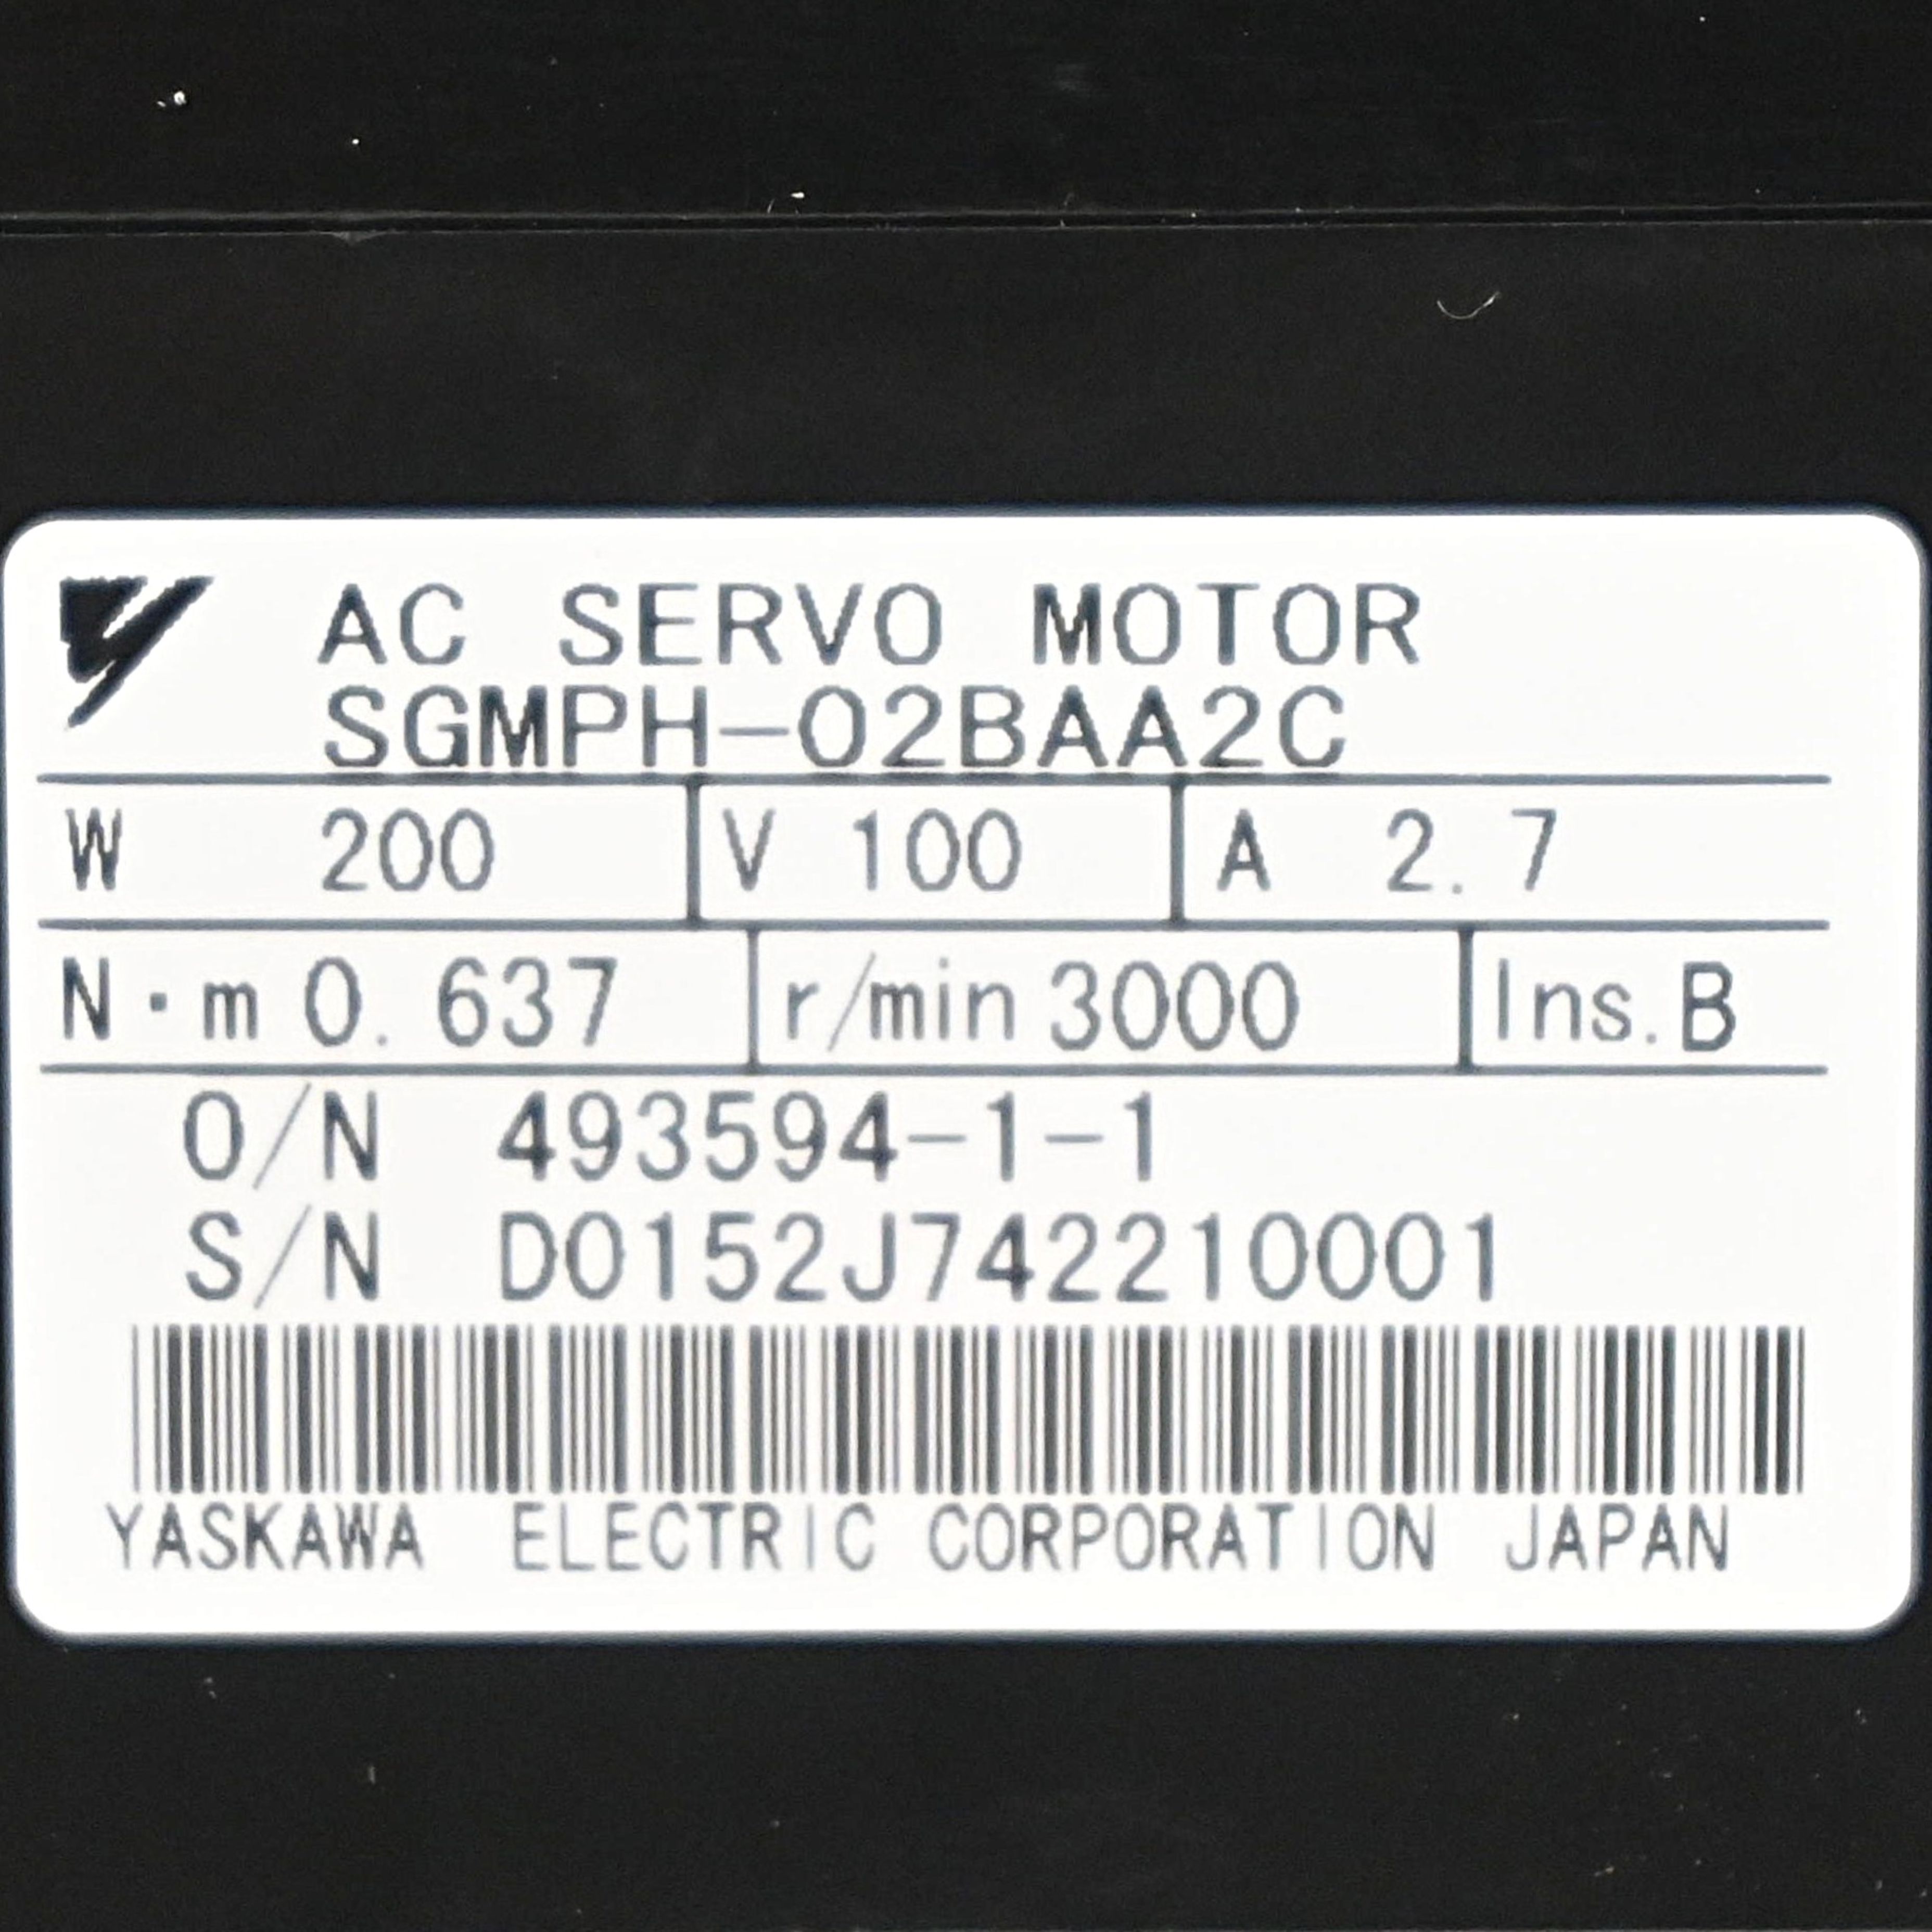 AC SERVO MOTOR
SGMPH-02BAA2C
W 200 V 100 A 2.7
N・m 0.637 r/min 3000 Ins.B
O/N 493594-1-1
S/N D0152J742210001
YASKAWA ELECTRIC CORPORATION JAPAN